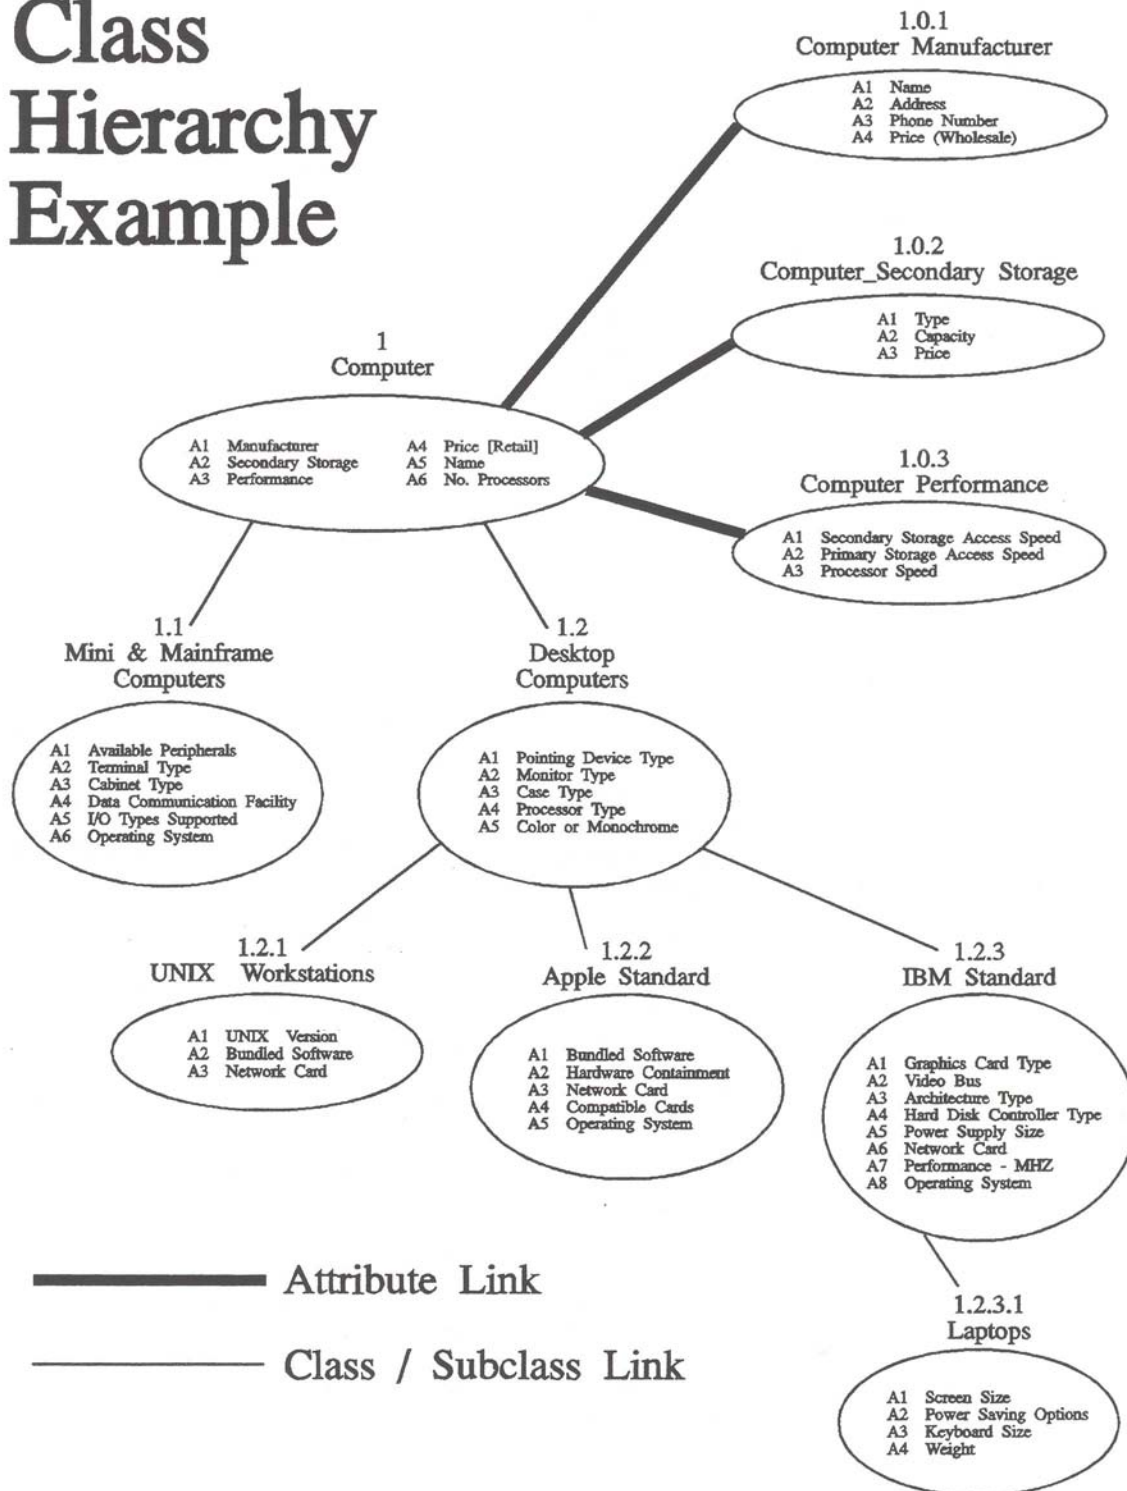 Class
Hierarchy
Example
1.0.1
Computer Manufacturer
A1 Name
A2 Address
A3 Phone Number
A4 Price (Wholesale)
1.0.2
Computer_Secondary Storage
A1 Type
A2 Capacity
A3 Price
1
Computer
A1 Manufacturer
A2 Secondary Storage
A3 Performance
A4 Price [Retail]
A5 Name
A6 No. Processors
1.0.3
Computer Performance
A1 Secondary Storage Access Speed
A2 Primary Storage Access Speed
A3 Processor Speed
1.1
Mini & Mainframe
Computers
A1 Available Peripherals
A2 Terminal Type
A3 Cabinet Type
A4 Data Communication Facility
A5 I/O Types Supported
A6 Operating System
1.2
Desktop
Computers
A1 Pointing Device Type
A2 Monitor Type
A3 Case Type
A4 Processor Type
A5 Color or Monochrome
1.2.1
UNIX Workstations
A1 UNIX Version
A2 Bundled Software
A3 Network Card
1.2.2
Apple Standard
A1 Bundled Software
A2 Hardware Containment
A3 Network Card
A4 Compatible Cards
A5 Operating System
1.2.3
IBM Standard
A1 Graphics Card Type
A2 Video Bus
A3 Architecture Type
A4 Hard Disk Controller Type
A5 Power Supply Size
A6 Network Card
A7 Performance - MHZ
A8 Operating System
1.2.3.1
Laptops
A1 Screen Size
A2 Power Saving Options
A3 Keyboard Size
A4 Weight
Attribute Link
Class / Subclass Link